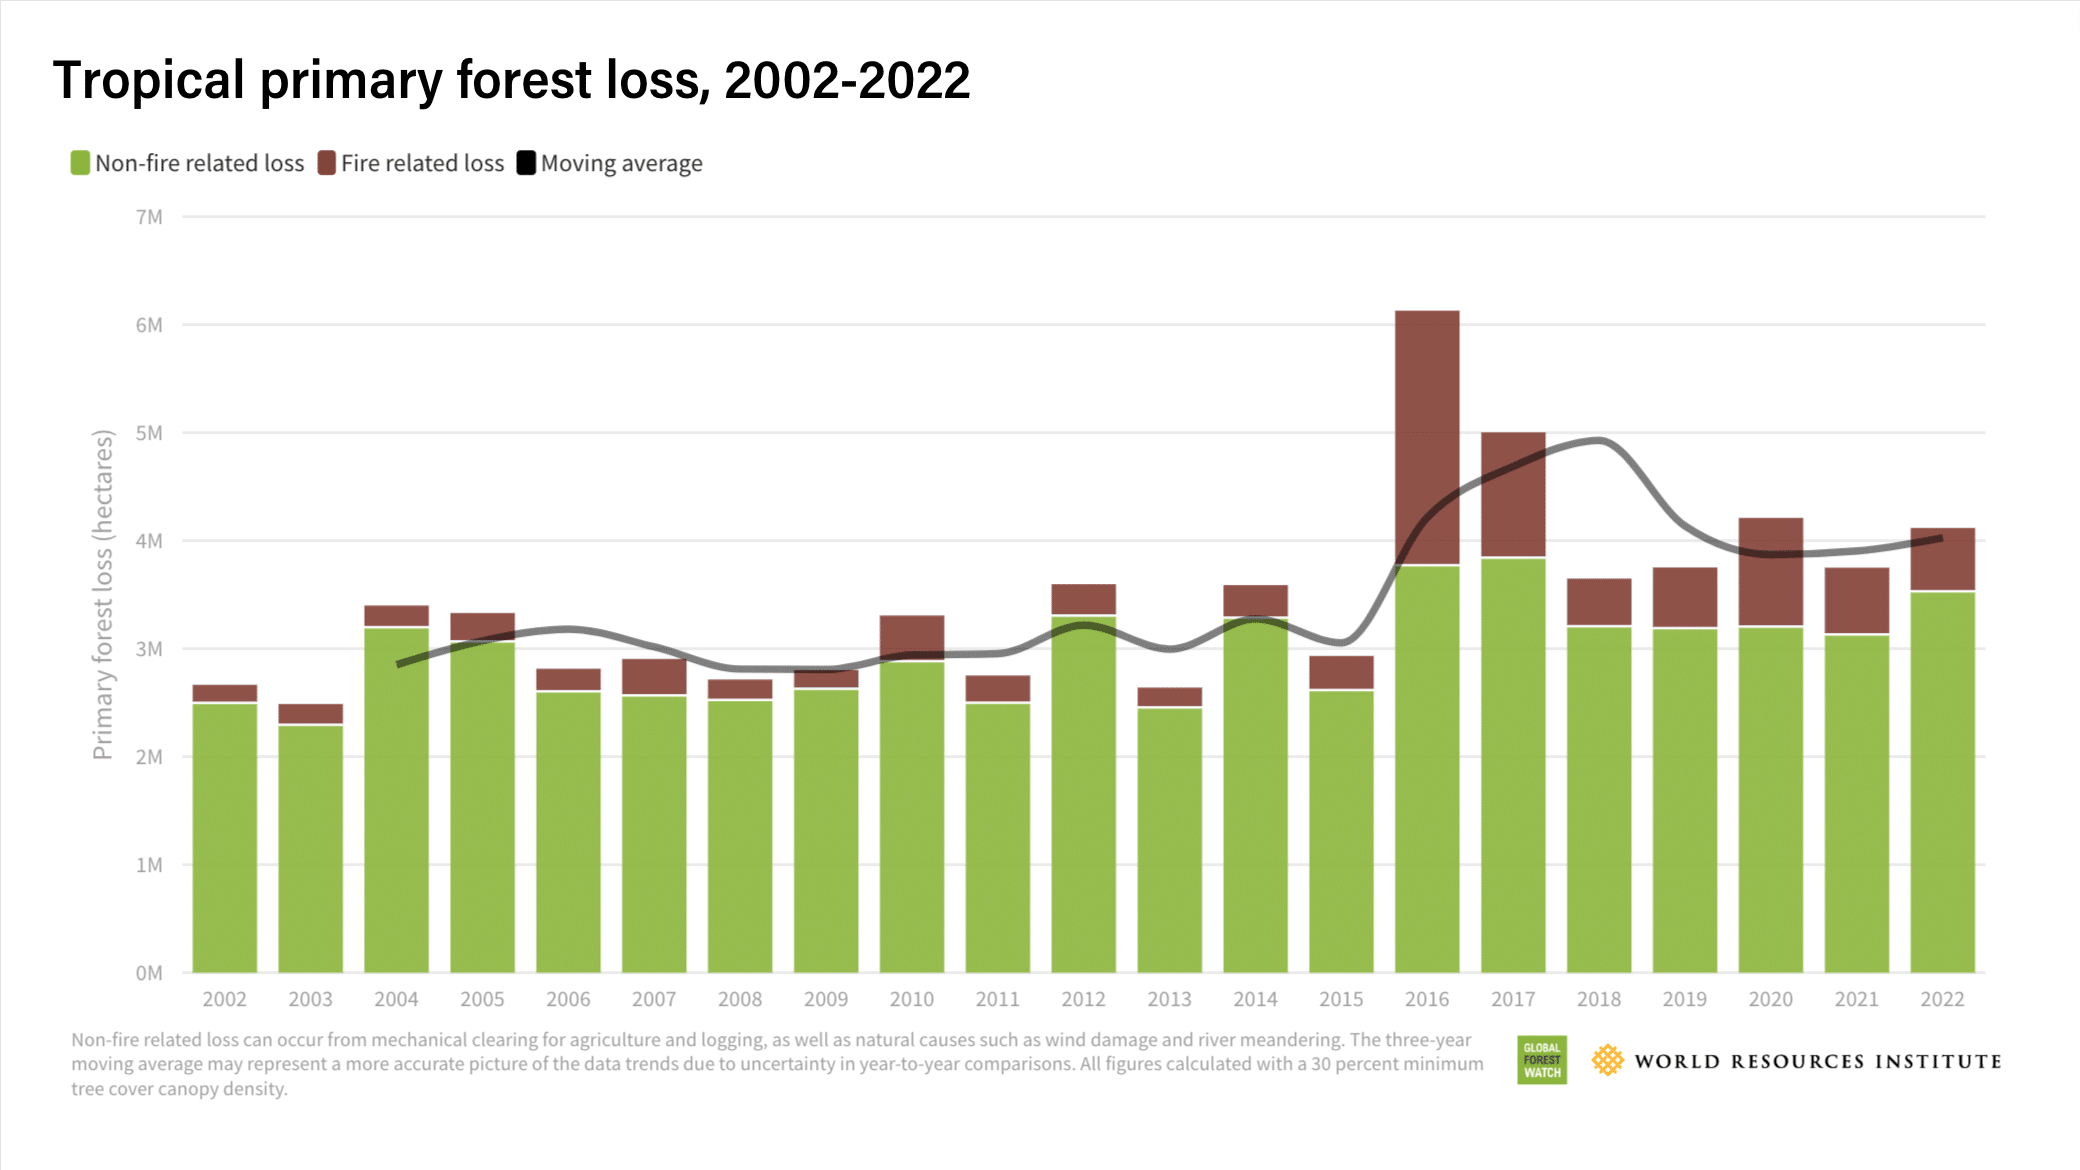 Tropical primary forest loss, 2002-2022
Non-fire related loss Fire related loss Moving average
7M
6M
5M
4M
3M
2M
1M
0M
Primary forest loss (hectares)
2002 2003 2004 2005 2006 2007 2008 2009 2010 2011 2012 2013 2014 2015 2016 2017 2018 2019 2020 2021 2022
Non-fire related loss can occur from mechanical clearing for agriculture and logging, as well as natural causes such as wind damage and river meandering. The three-year
moving average may represent a more accurate picture of the data trends due to uncertainty in year-to-year comparisons. All figures calculated with a 30 percent minimum
tree cover canopy density.
GLOBAL
FOREST
WATCH
WORLD RESOURCES INSTITUTE